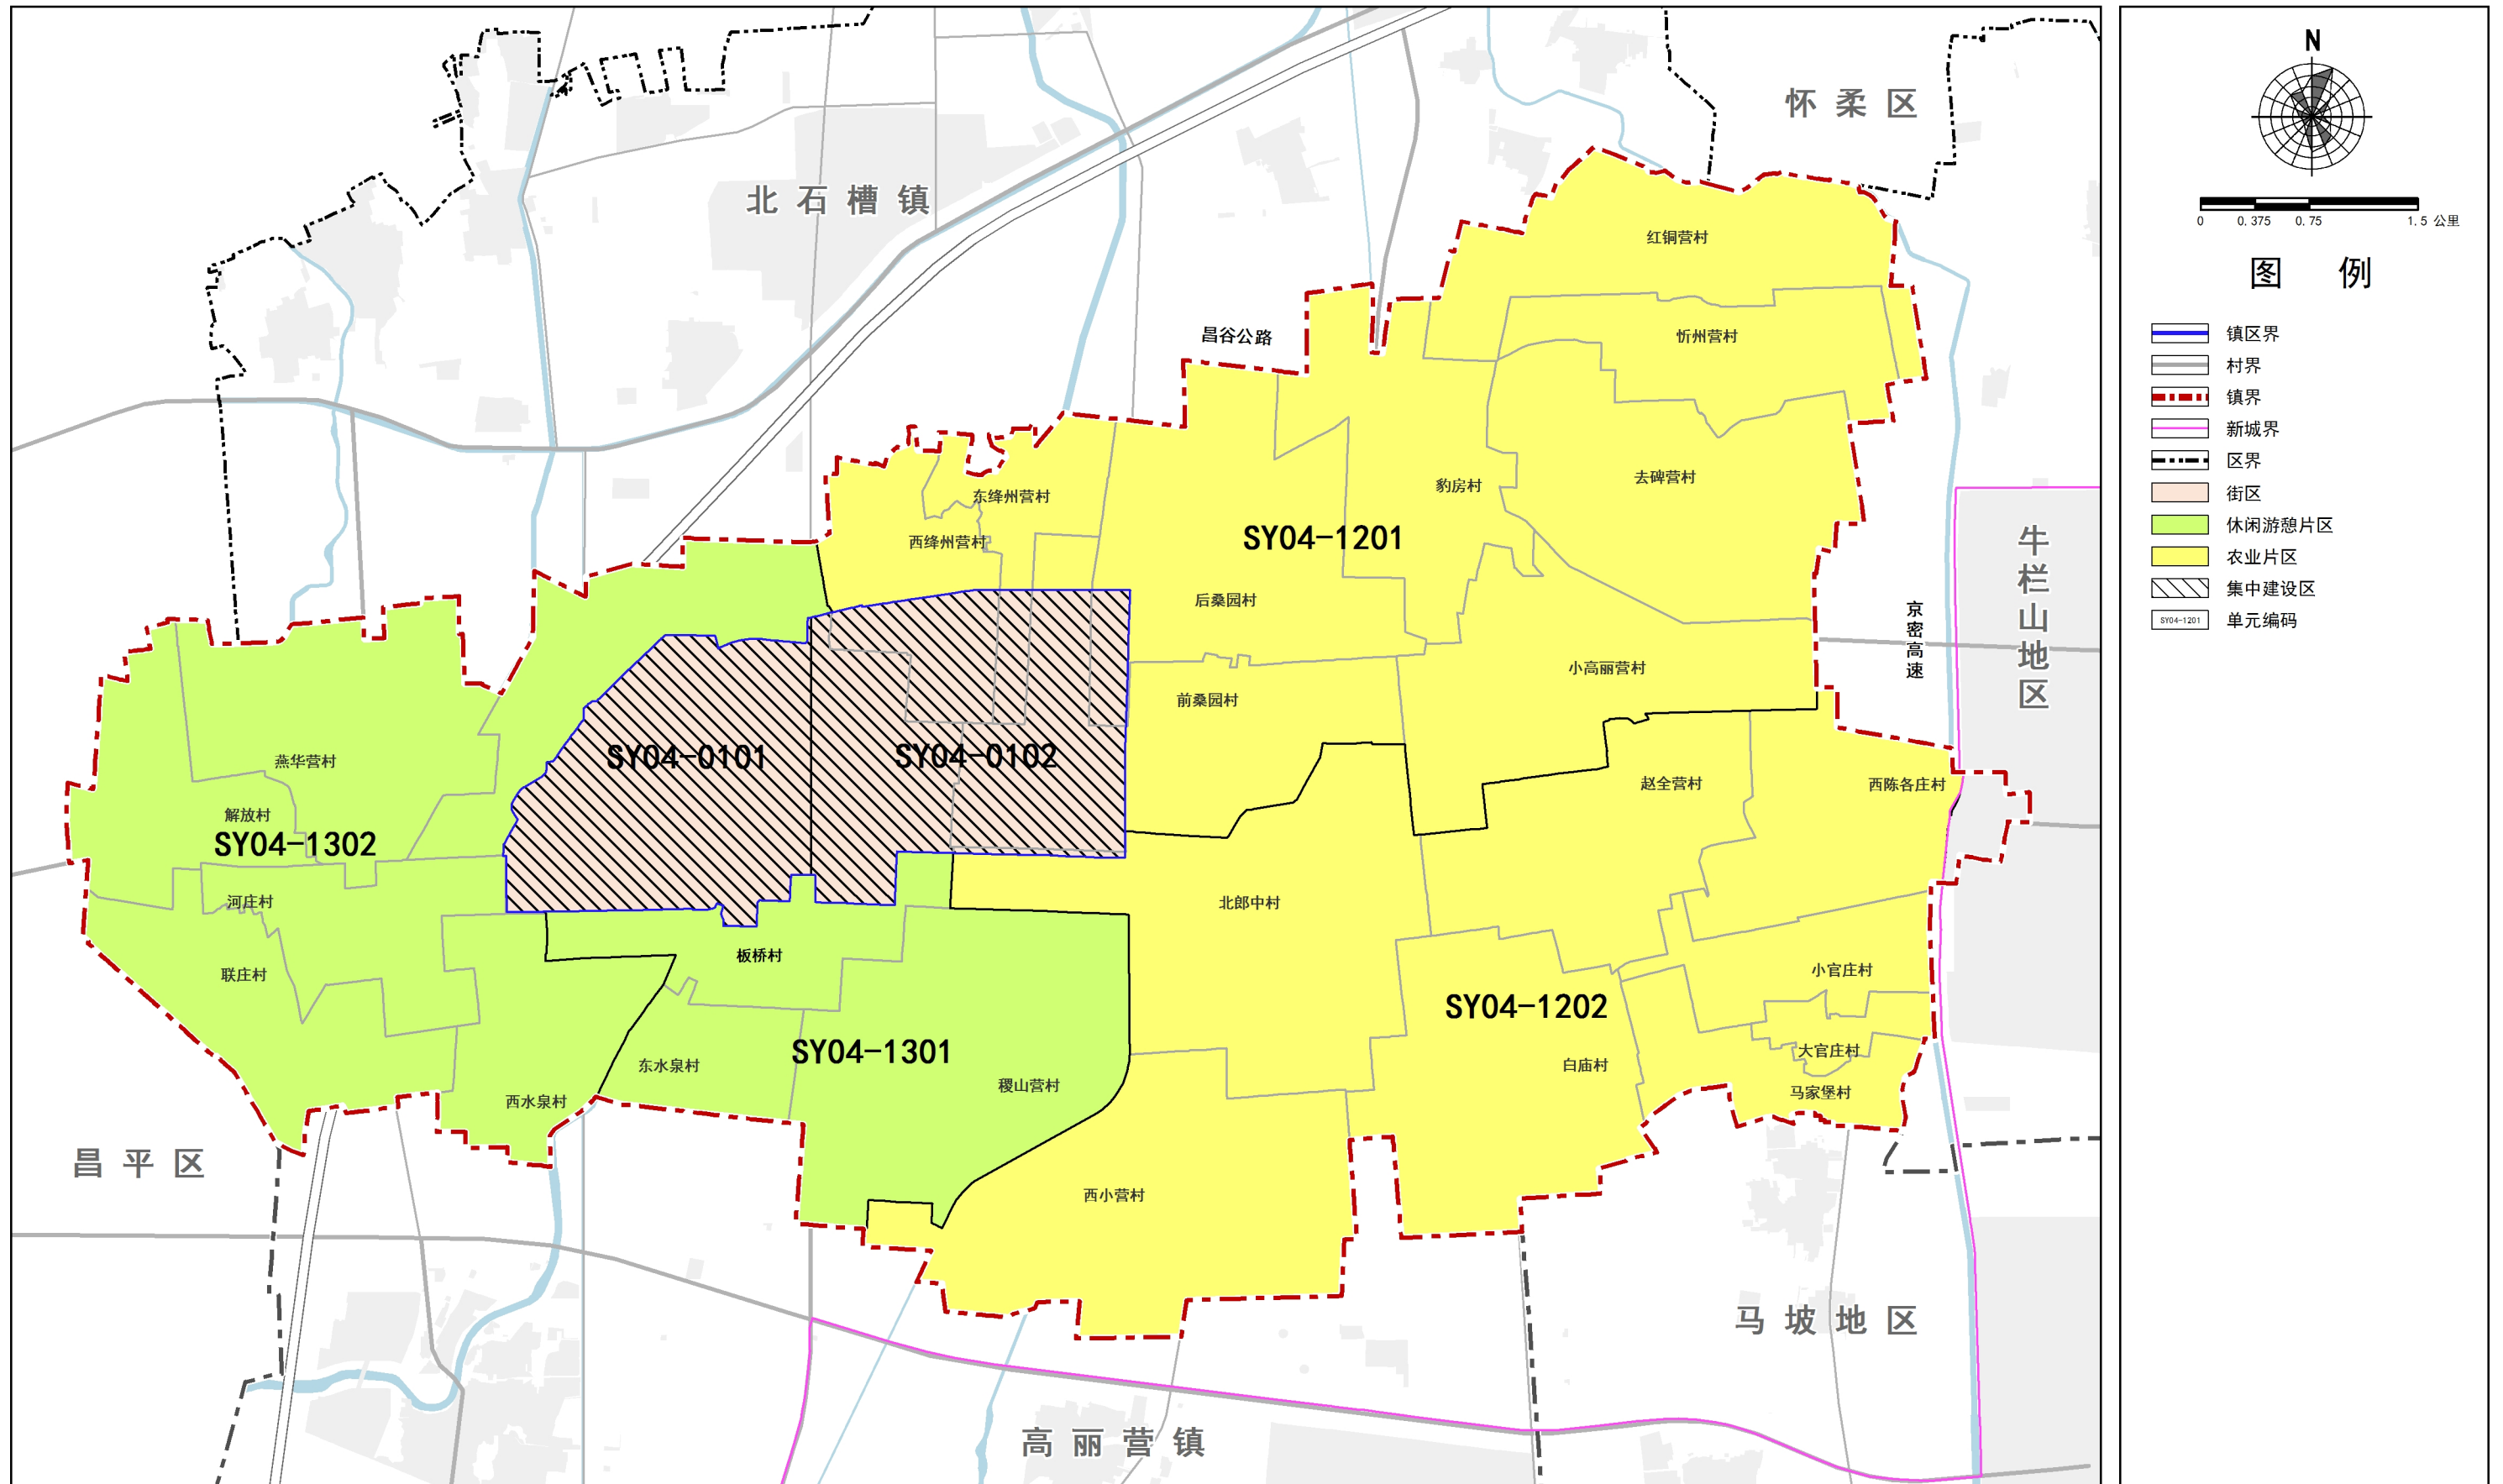 怀柔区
北石槽镇
红铜营村
昌谷公路
忻州营村
去碑营村
豹房村
东绛州营村
SY04-1201
西绛州营村
牛栏山地区
后桑园村
京密高速
小高丽营村
前桑园村
SY04-0101
SY04-0102
燕华营村
赵全营村
西陈各庄村
解放村
SY04-1302
河庄村
北郎中村
板桥村
联庄村
小官庄村
SY04-1202
SY04-1301
大官庄村
东水泉村
白庙村
稷山营村
马家堡村
西水泉村
昌平区
西小营村
马坡地区
高丽营镇
N
0 0.375 0.75 1.5 公里
图 例
镇区界
村界
镇界
新城界
区界
街区
休闲游憩片区
农业片区
集中建设区
SY04-1201 单元编码